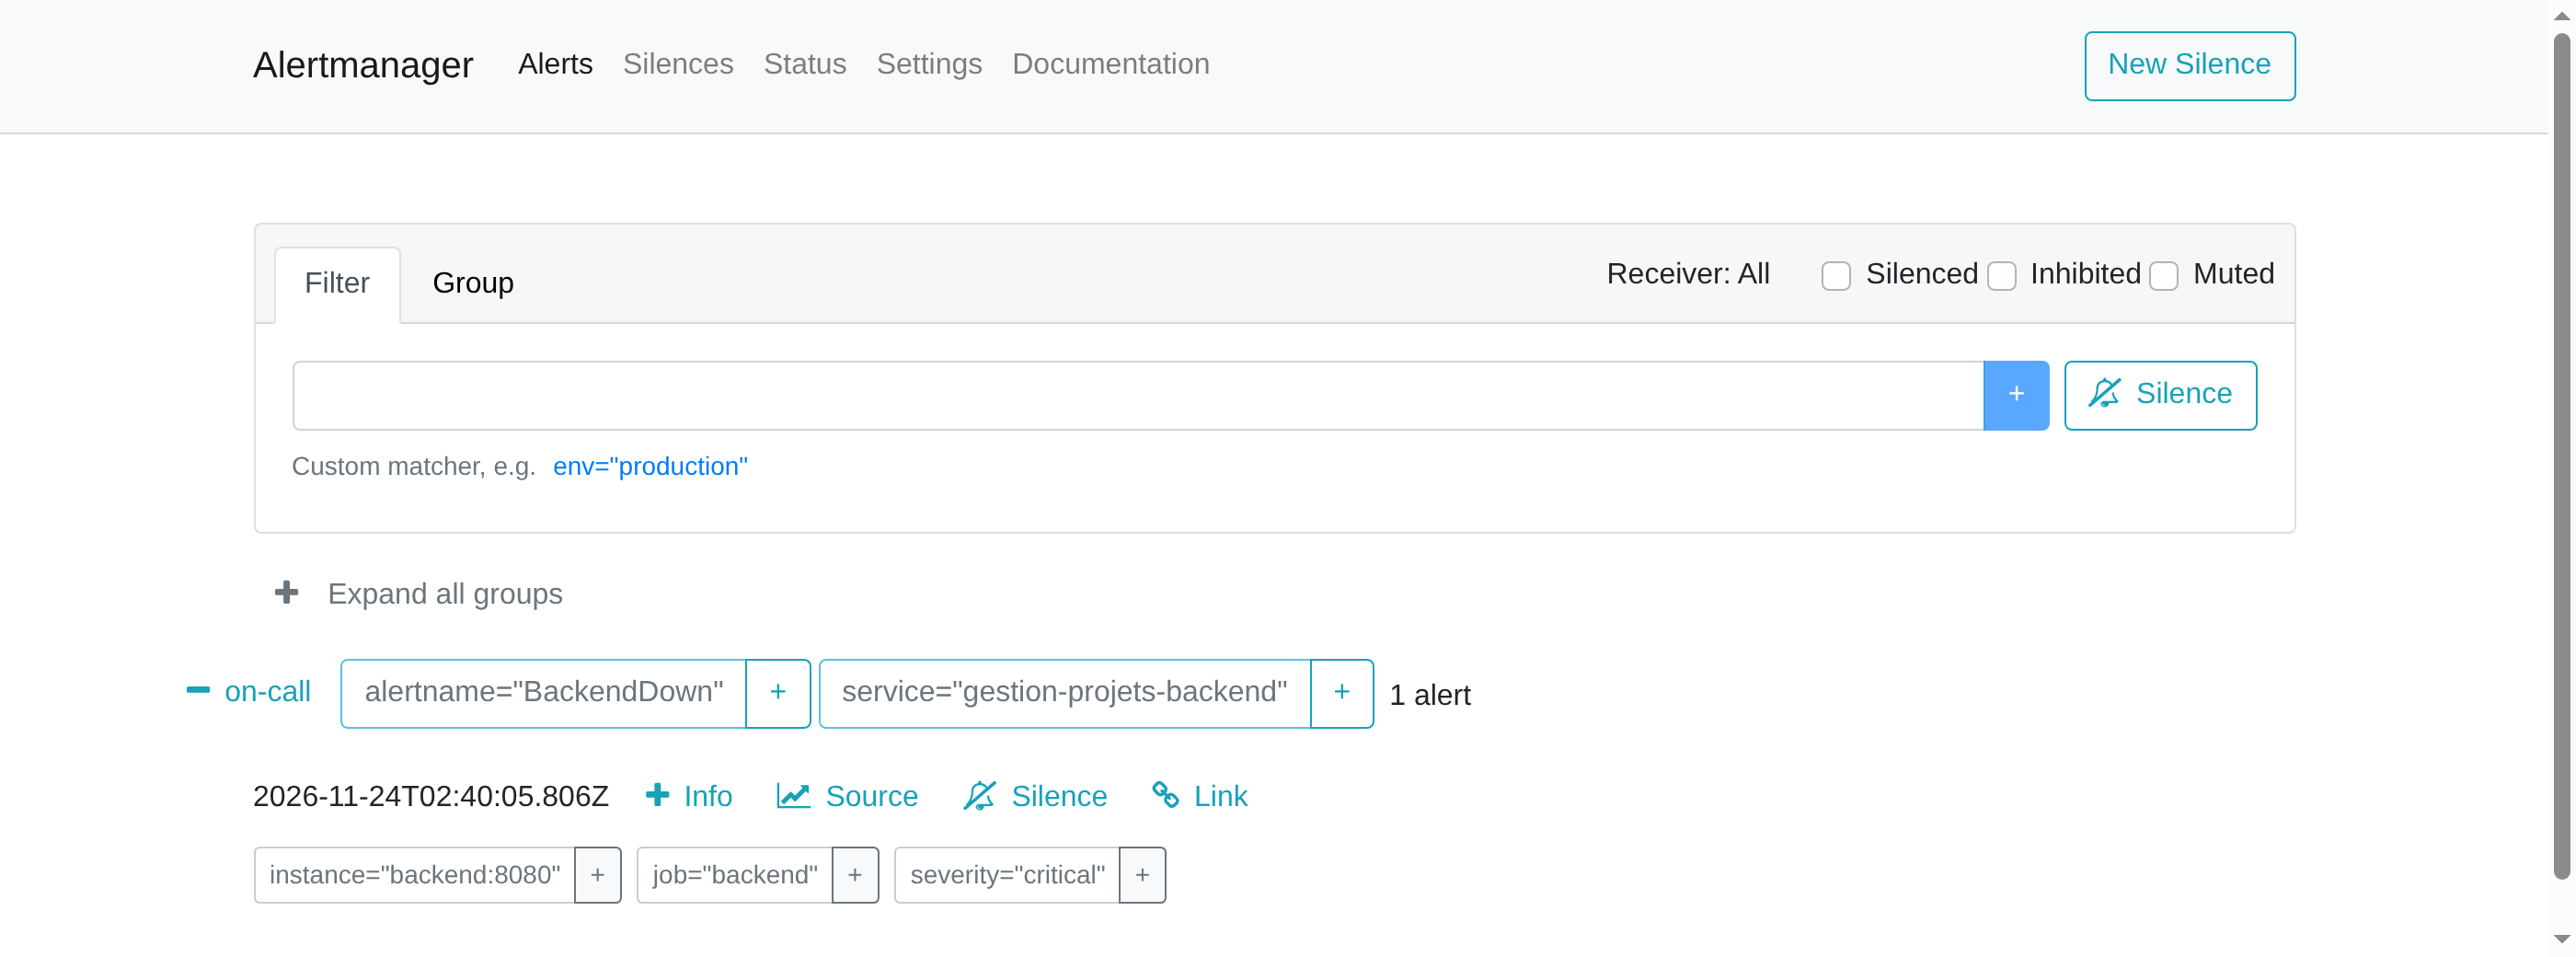 Alertmanager Alerts Silences Status Settings Documentation New Silence
Filter Group Receiver: All Silenced Inhibited Muted
+ Silence
Custom matcher, e.g. env="production"
Expand all groups
on-call alertname="BackendDown" + service="gestion-projets-backend" + 1 alert
2026-11-24T02:40:05.806Z Info Source Silence Link
instance="backend:8080" + job="backend" + severity="critical" +